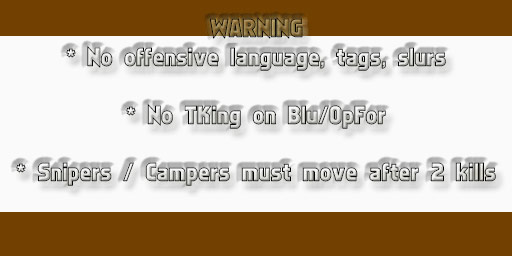 WARNING
* No offensive language, tags, slurs
* No TKing on Blu/OpFor
* Snipers / Campers must move after 2 kills